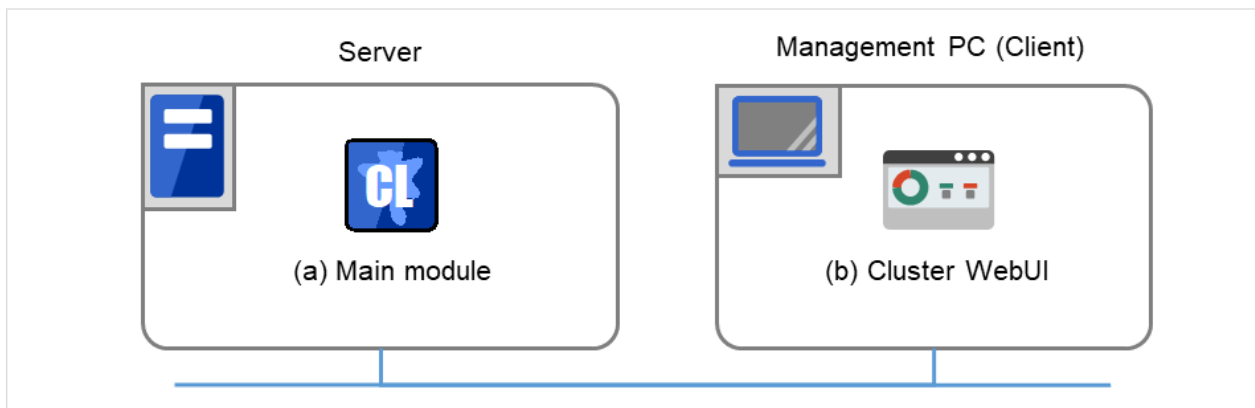 Server
Management PC (Client)
CL
(a) Main module
(b) Cluster WebUI